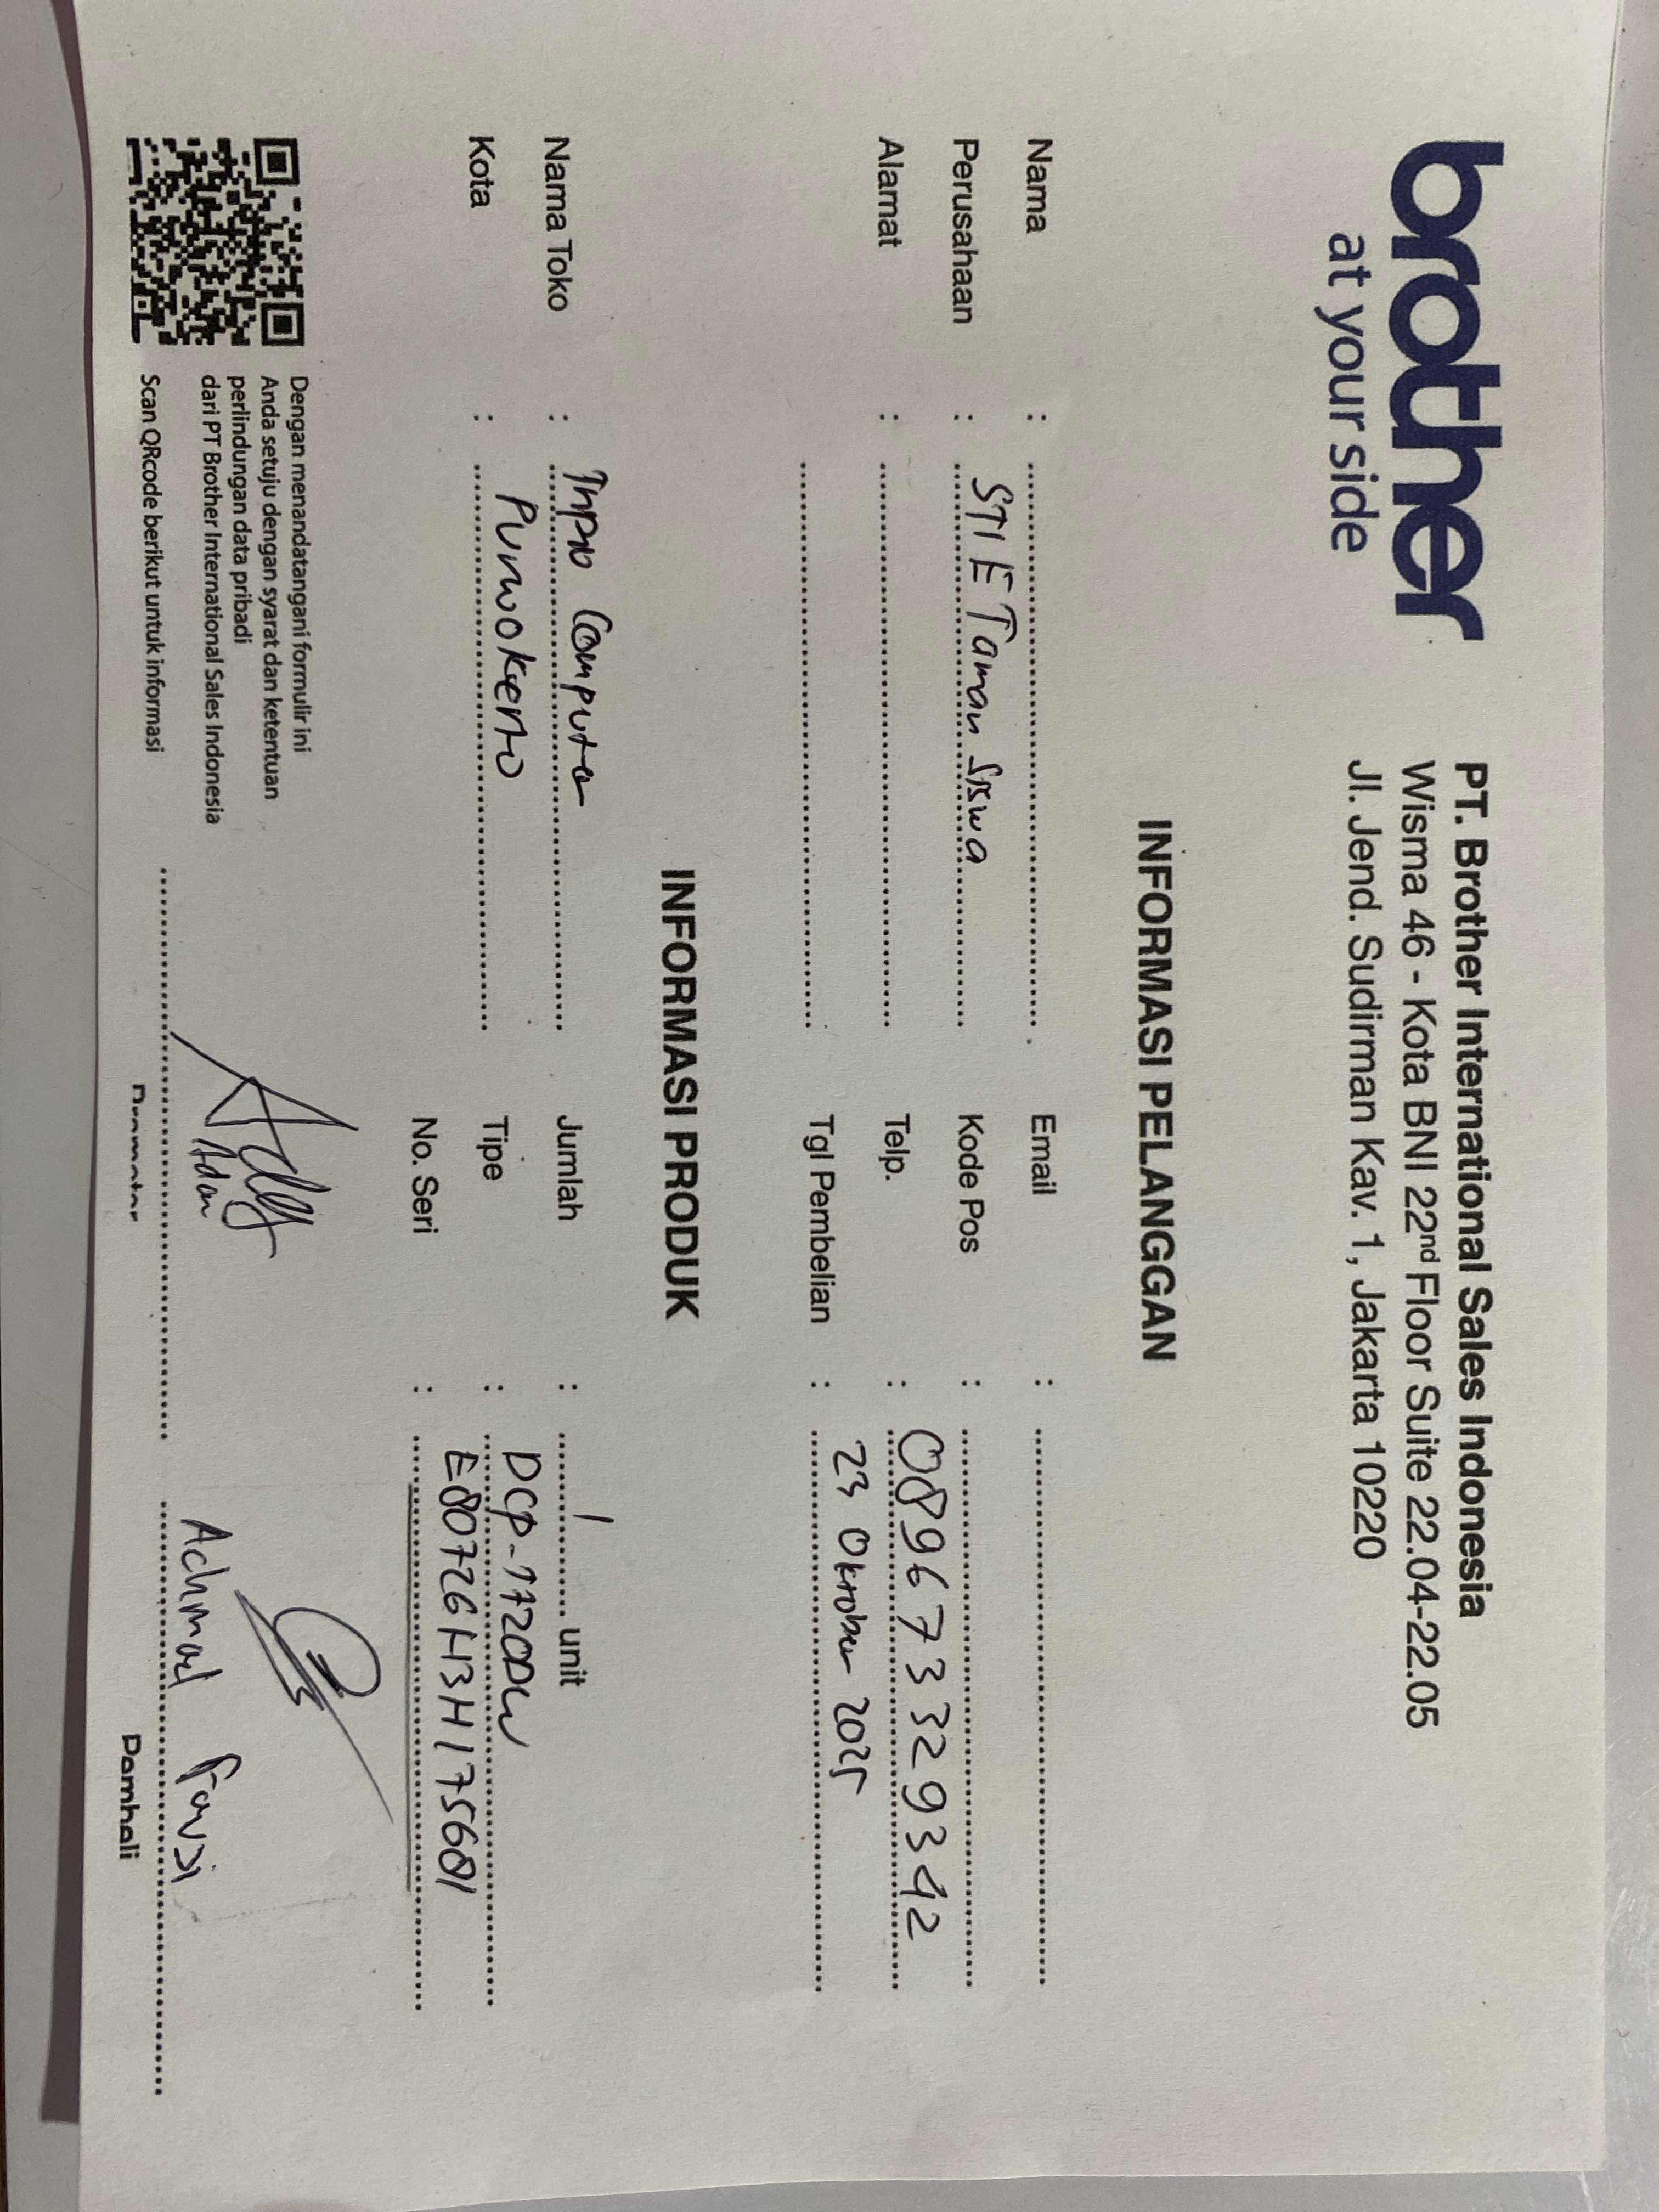 brother
at your side
PT. Brother International Sales Indonesia
Wisma 46 - Kota BNI 22nd Floor Suite 22.04-22.05
Jl. Jend. Sudirman Kav. 1, Jakarta 10220
INFORMASI PELANGGAN
Nama : Email :
Perusahaan : STIE Taman Siswa Kode Pos :
Alamat : Telp. : 089673329342
Tgl Pembelian : 23 Oktober 2025
INFORMASI PRODUK
Nama Toko : Computer Jumlah : 1 unit
Kota : Purwokerto Tipe : DCP-T720DW
No. Seri : E80726H3H175601
Dengan menandatangani formulir ini
Anda setuju dengan syarat dan ketentuan
perlindungan data pribadi
dari PT Brother International Sales Indonesia
Scan QRcode berikut untuk informasi
Achmad Fauzi